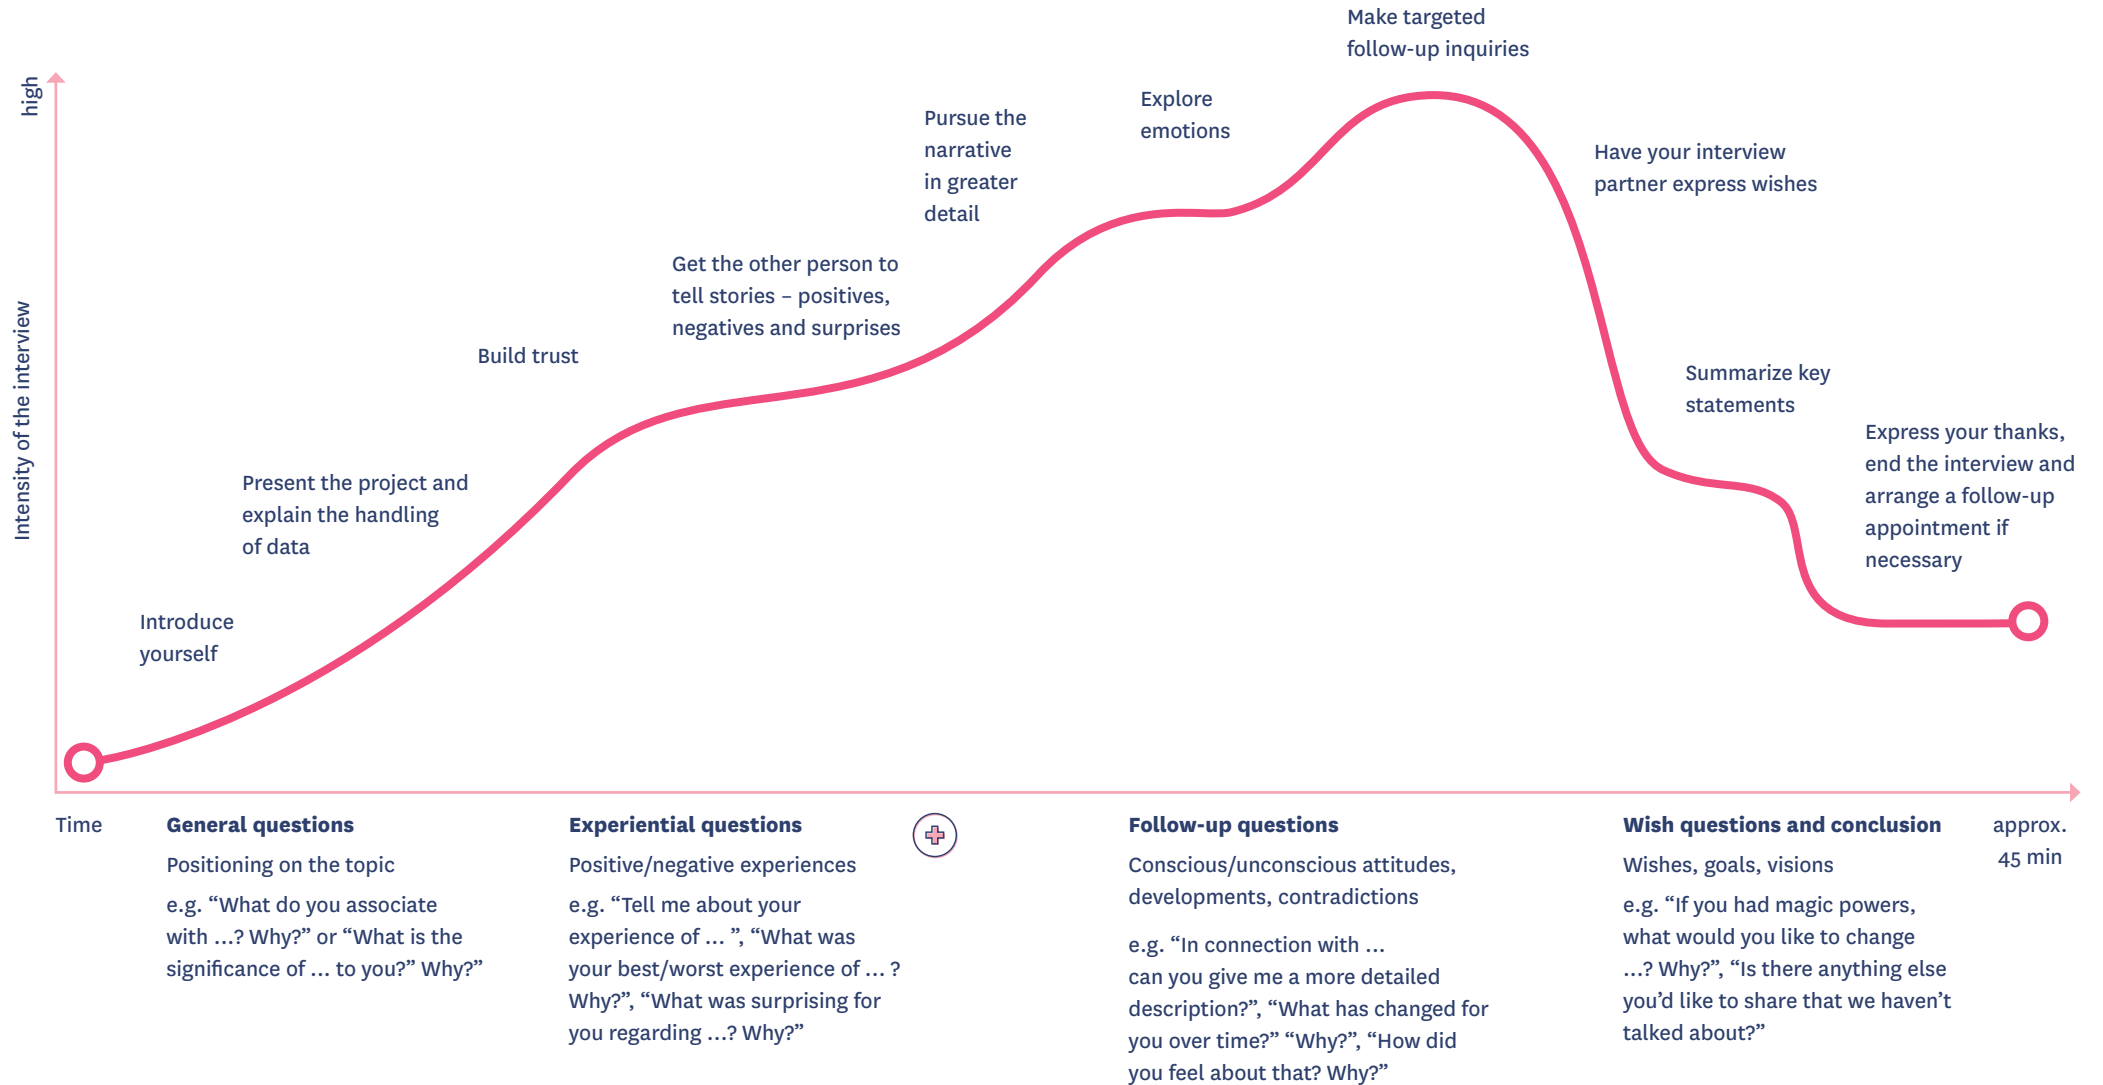 Make targeted
follow-up inquiries
high
Explore
emotions
Pursue the
narrative
in greater
detail
Have your interview
partner express wishes
Get the other person to
tell stories – positives,
negatives and surprises
Intensity of the interview
Build trust
Summarize key
statements
Express your thanks,
end the interview and
arrange a follow-up
appointment if
necessary
Present the project and
explain the handling
of data
Introduce
yourself
Time
General questions
Positioning on the topic
e.g. “What do you associate
with …? Why?” or “What is the
significance of … to you?” Why?”
Experiential questions
Positive/negative experiences
e.g. “Tell me about your
experience of … ”, “What was
your best/worst experience of … ?
Why?”, “What was surprising for
you regarding …? Why?”
Follow-up questions
Conscious/unconscious attitudes,
developments, contradictions
e.g. “In connection with …
can you give me a more detailed
description?”, “What has changed for
you over time?” “Why?”, “How did
you feel about that? Why?”
Wish questions and conclusion
Wishes, goals, visions
e.g. “If you had magic powers,
what would you like to change
…? Why?”, “Is there anything else
you’d like to share that we haven’t
talked about?”
approx.
45 min